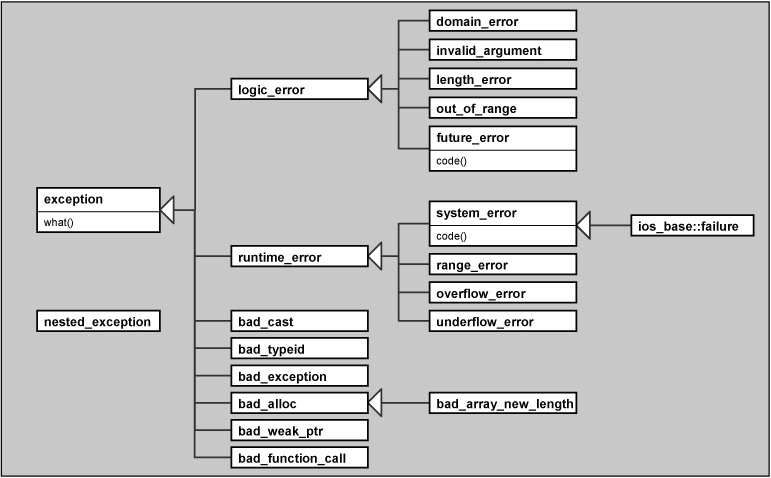 domain_error
invalid_argument
logic_error
length_error
out_of_range
future_error
code()
exception
what()
system_error
code()
ios_base::failure
runtime_error
range_error
overflow_error
underflow_error
nested_exception
bad_cast
bad_typeid
bad_exception
bad_alloc
bad_array_new_length
bad_weak_ptr
bad_function_call